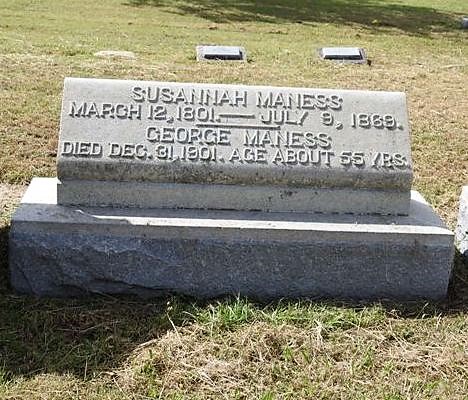 SUSANNAH MANESS
MARCH 12, 1801.— JULY 9, 1869.
GEORGE MANESS
DIED DEC. 31, 1901. AGE ABOUT 55 YRS.